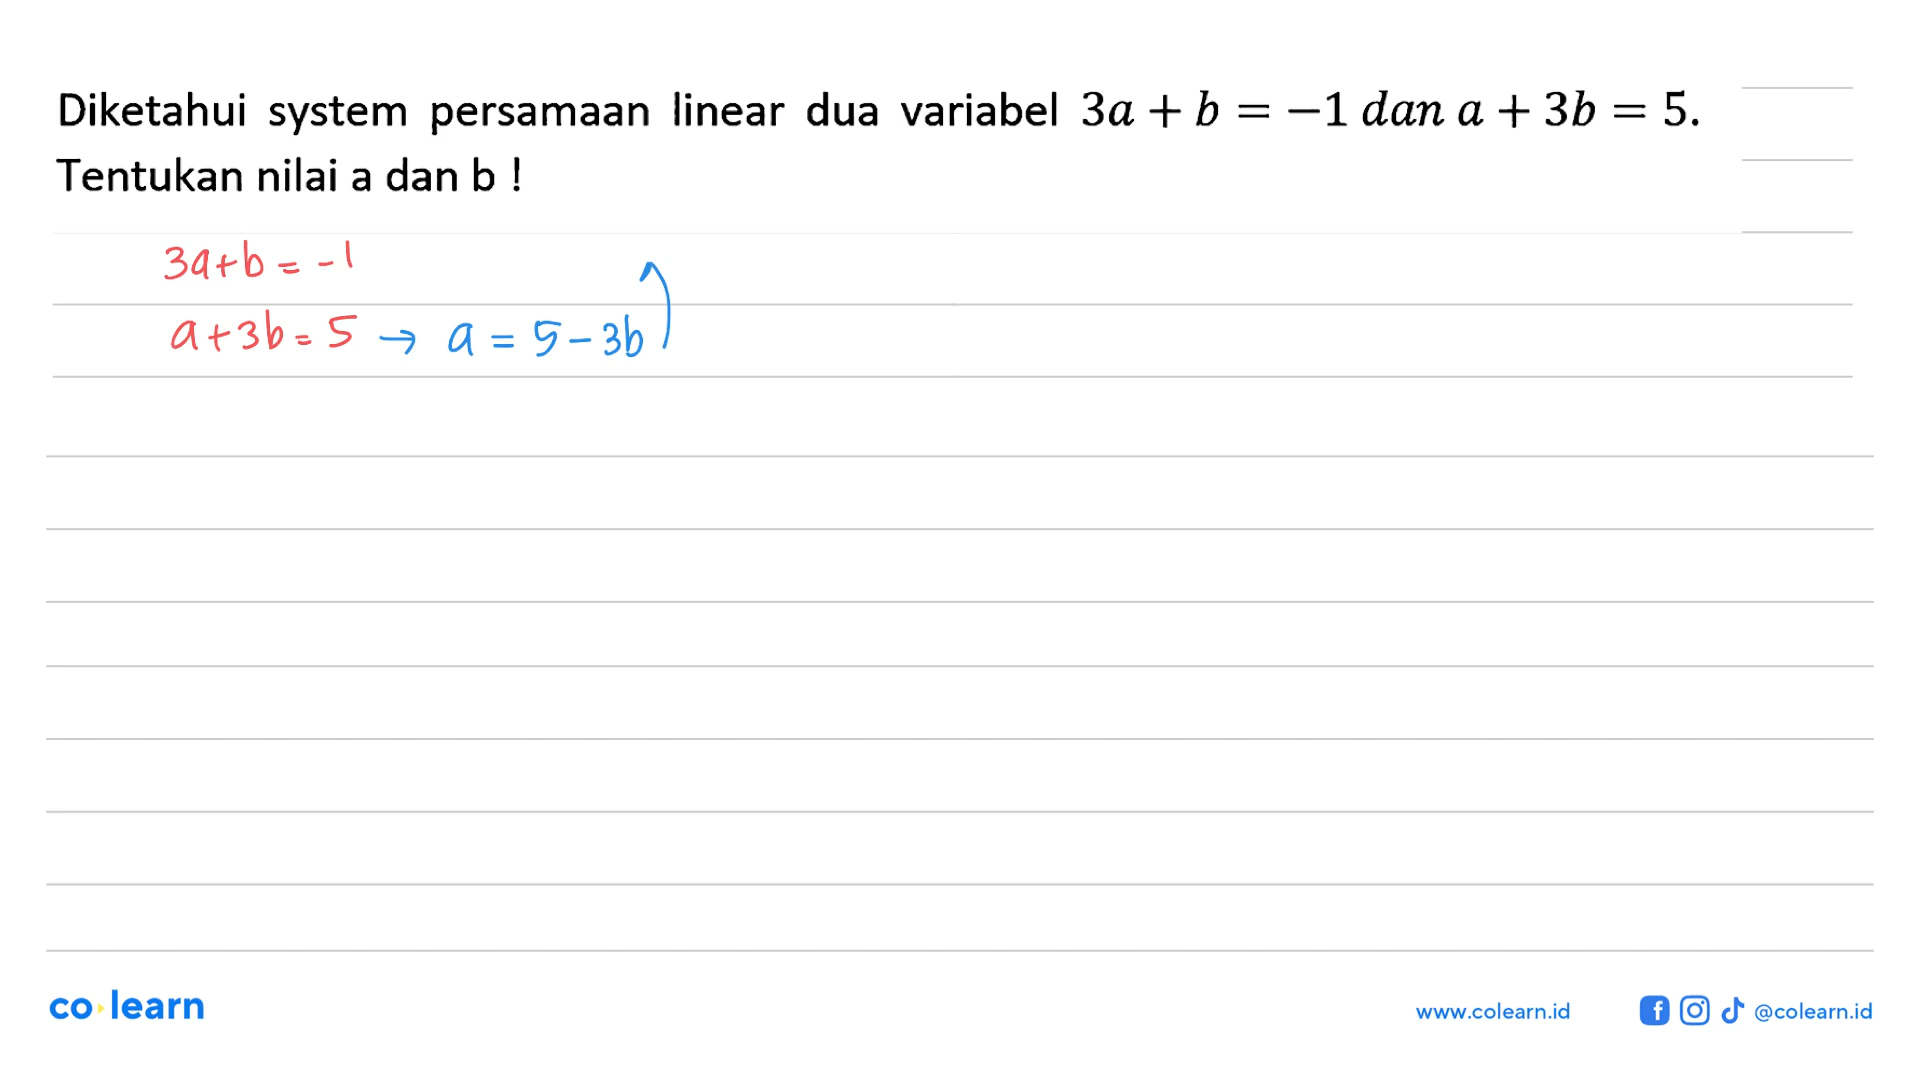 Diketahui system persamaan linear dua variabel 3a + b = −1 dan a + 3b = 5.
Tentukan nilai a dan b !
3a+b = -1
a+3b = 5 → a = 5 - 3b
co learn
www.colearn.id @colearn.id